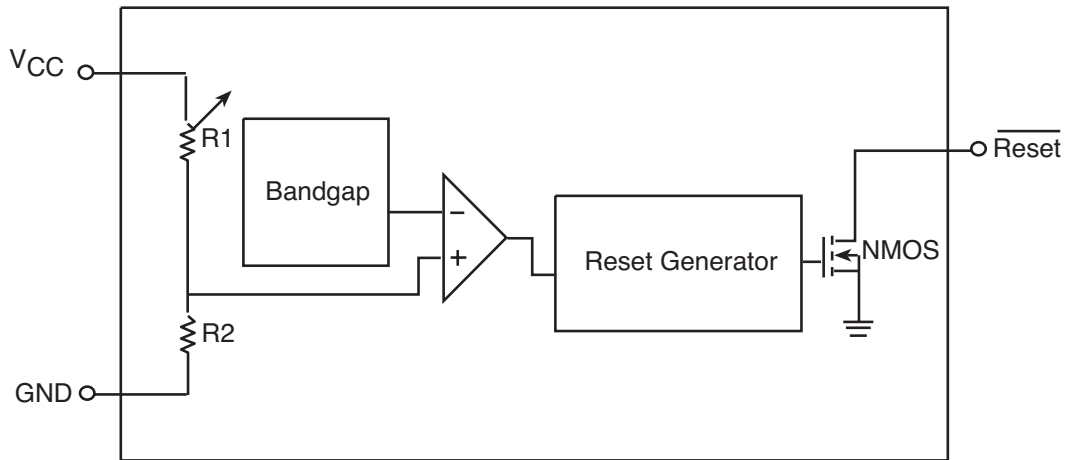 VCC
R1
Bandgap
−
+
Reset Generator
NMOS
Reset
R2
GND